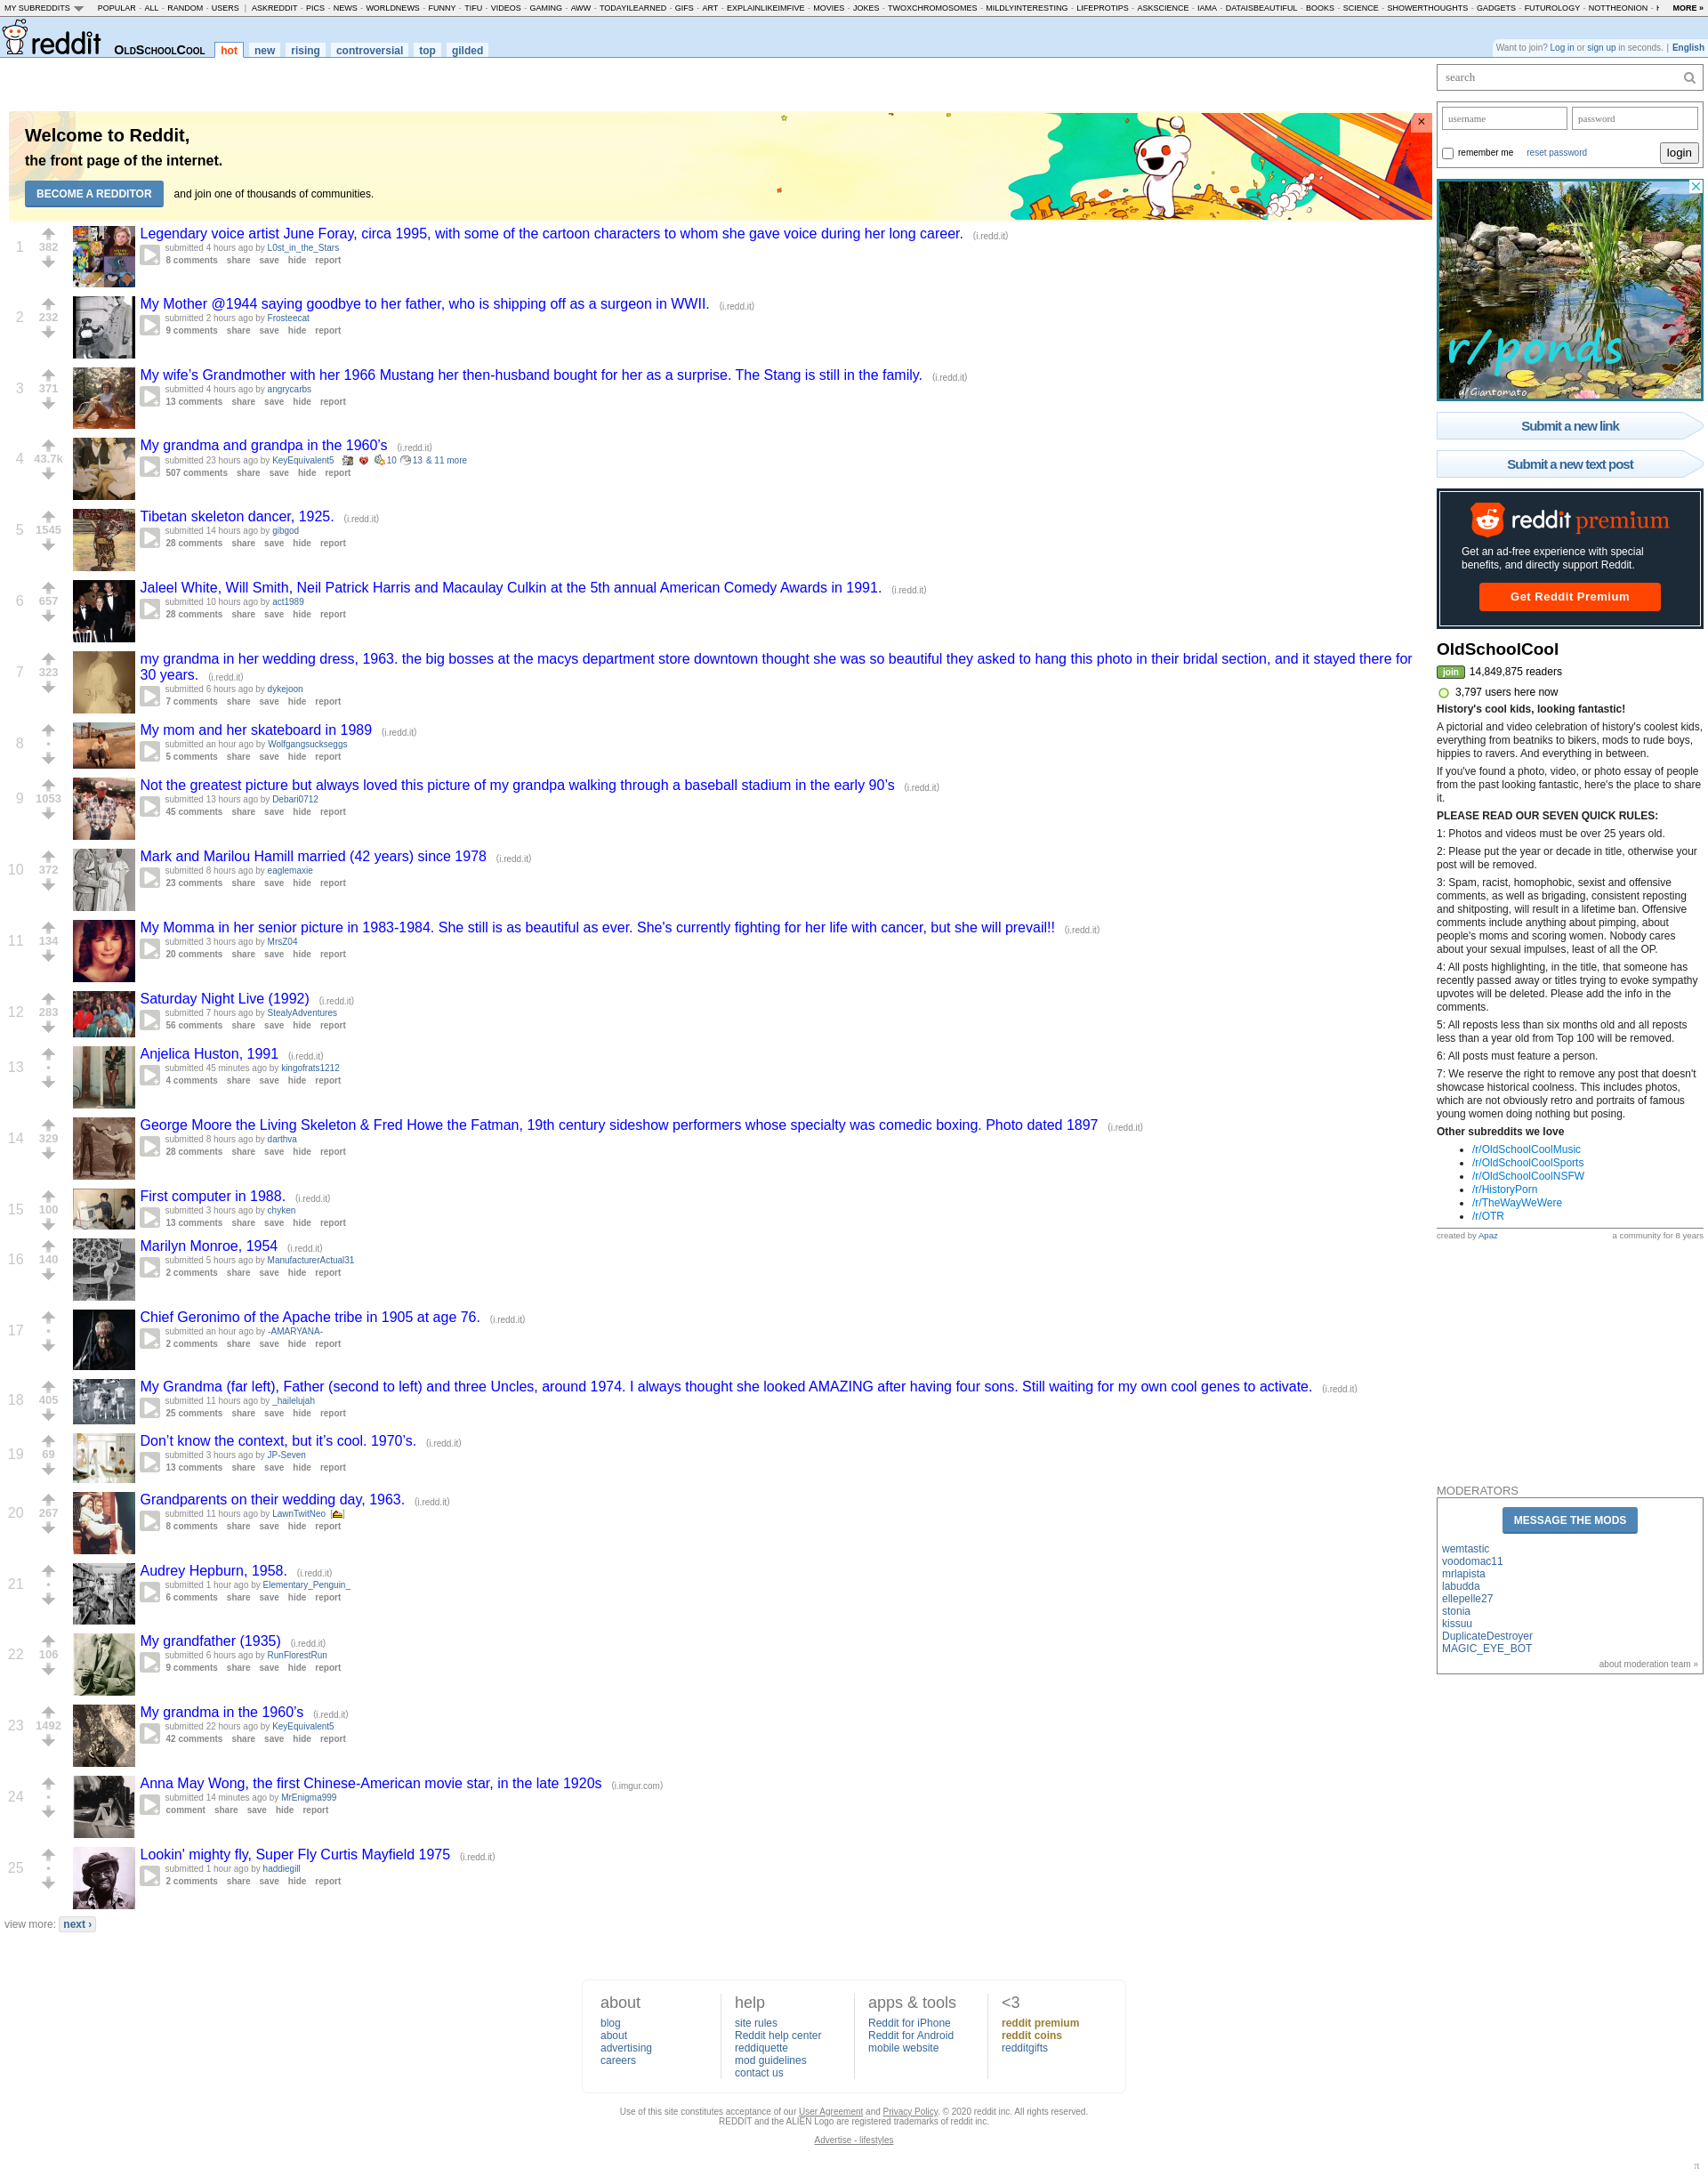 MY SUBREDDITS POPULAR - ALL - RANDOM - USERS | ASKREDDIT - PICS - NEWS - WORLDNEWS - FUNNY - TIFU - VIDEOS - GAMING - AWW - TODAYILEARNED - GIFS - ART - EXPLAINLIKEIMFIVE - MOVIES - JOKES - TWOXCHROMOSOMES - MILDLYINTERESTING - LIFEPROTIPS - ASKSCIENCE - IAMA - DATAISBEAUTIFUL - BOOKS - SCIENCE - SHOWERTHOUGHTS - GADGETS - FUTUROLOGY - NOTTHEONION - MORE »
reddit OLDSCHOOLCOOL hot new rising controversial top gilded
Want to join? Log in or sign up in seconds. | English
Welcome to Reddit,
the front page of the internet.
BECOME A REDDITOR and join one of thousands of communities.
×
1 382 Legendary voice artist June Foray, circa 1995, with some of the cartoon characters to whom she gave voice during her long career. (i.redd.it)
submitted 4 hours ago by L0st_in_the_Stars
8 comments share save hide report
2 232 My Mother @1944 saying goodbye to her father, who is shipping off as a surgeon in WWII. (i.redd.it)
submitted 2 hours ago by Frosteecat
9 comments share save hide report
3 371 My wife's Grandmother with her 1966 Mustang her then-husband bought for her as a surprise. The Stang is still in the family. (i.redd.it)
submitted 4 hours ago by angrycarbs
13 comments share save hide report
4 43.7k My grandma and grandpa in the 1960's (i.redd.it)
submitted 23 hours ago by KeyEquivalent5 10 13 & 11 more
507 comments share save hide report
5 1545 Tibetan skeleton dancer, 1925. (i.redd.it)
submitted 14 hours ago by gibgod
28 comments share save hide report
6 657 Jaleel White, Will Smith, Neil Patrick Harris and Macaulay Culkin at the 5th annual American Comedy Awards in 1991. (i.redd.it)
submitted 10 hours ago by act1989
28 comments share save hide report
7 323 my grandma in her wedding dress, 1963. the big bosses at the macys department store downtown thought she was so beautiful they asked to hang this photo in their bridal section, and it stayed there for
30 years. (i.redd.it)
submitted 6 hours ago by dykejoon
7 comments share save hide report
8 • My mom and her skateboard in 1989 (i.redd.it)
submitted an hour ago by Wolfgangsuckseggs
5 comments share save hide report
9 1053 Not the greatest picture but always loved this picture of my grandpa walking through a baseball stadium in the early 90's (i.redd.it)
submitted 13 hours ago by Debari0712
45 comments share save hide report
10 372 Mark and Marilou Hamill married (42 years) since 1978 (i.redd.it)
submitted 8 hours ago by eaglemaxie
23 comments share save hide report
11 134 My Momma in her senior picture in 1983-1984. She still is as beautiful as ever. She's currently fighting for her life with cancer, but she will prevail!! (i.redd.it)
submitted 3 hours ago by MrsZ04
20 comments share save hide report
12 283 Saturday Night Live (1992) (i.redd.it)
submitted 7 hours ago by StealyAdventures
56 comments share save hide report
13 • Anjelica Huston, 1991 (i.redd.it)
submitted 45 minutes ago by kingofrats1212
4 comments share save hide report
14 329 George Moore the Living Skeleton & Fred Howe the Fatman, 19th century sideshow performers whose specialty was comedic boxing. Photo dated 1897 (i.redd.it)
submitted 8 hours ago by darthva
28 comments share save hide report
15 100 First computer in 1988. (i.redd.it)
submitted 3 hours ago by chyken
13 comments share save hide report
16 140 Marilyn Monroe, 1954 (i.redd.it)
submitted 5 hours ago by ManufacturerActual31
2 comments share save hide report
17 • Chief Geronimo of the Apache tribe in 1905 at age 76. (i.redd.it)
submitted an hour ago by -AMARYANA-
2 comments share save hide report
18 405 My Grandma (far left), Father (second to left) and three Uncles, around 1974. I always thought she looked AMAZING after having four sons. Still waiting for my own cool genes to activate. (i.redd.it)
submitted 11 hours ago by _hailelujah
25 comments share save hide report
19 69 Don't know the context, but it's cool. 1970's. (i.redd.it)
submitted 3 hours ago by JP-Seven
13 comments share save hide report
20 267 Grandparents on their wedding day, 1963. (i.redd.it)
submitted 11 hours ago by LawnTwitNeo
8 comments share save hide report
21 • Audrey Hepburn, 1958. (i.redd.it)
submitted 1 hour ago by Elementary_Penguin_
6 comments share save hide report
22 106 My grandfather (1935) (i.redd.it)
submitted 6 hours ago by RunFlorestRun
9 comments share save hide report
23 1492 My grandma in the 1960's (i.redd.it)
submitted 22 hours ago by KeyEquivalent5
42 comments share save hide report
24 • Anna May Wong, the first Chinese-American movie star, in the late 1920s (i.imgur.com)
submitted 14 minutes ago by MrEnigma999
comment share save hide report
25 • Lookin' mighty fly, Super Fly Curtis Mayfield 1975 (i.redd.it)
submitted 1 hour ago by haddiegill
2 comments share save hide report
view more: next ›
search
username password
remember me reset password login
r/ponds
u/Giantomato
Submit a new link
Submit a new text post
reddit premium
Get an ad-free experience with special
benefits, and directly support Reddit.
Get Reddit Premium
OldSchoolCool
join 14,849,875 readers
3,797 users here now
History's cool kids, looking fantastic!
A pictorial and video celebration of history's coolest kids,
everything from beatniks to bikers, mods to rude boys,
hippies to ravers. And everything in between.
If you've found a photo, video, or photo essay of people
from the past looking fantastic, here's the place to share
it.
PLEASE READ OUR SEVEN QUICK RULES:
1: Photos and videos must be over 25 years old.
2: Please put the year or decade in title, otherwise your
post will be removed.
3: Spam, racist, homophobic, sexist and offensive
comments, as well as brigading, consistent reposting
and shitposting, will result in a lifetime ban. Offensive
comments include anything about pimping, about
people's moms and scoring women. Nobody cares
about your sexual impulses, least of all the OP.
4: All posts highlighting, in the title, that someone has
recently passed away or titles trying to evoke sympathy
upvotes will be deleted. Please add the info in the
comments.
5: All reposts less than six months old and all reposts
less than a year old from Top 100 will be removed.
6: All posts must feature a person.
7: We reserve the right to remove any post that doesn't
showcase historical coolness. This includes photos,
which are not obviously retro and portraits of famous
young women doing nothing but posing.
Other subreddits we love
• /r/OldSchoolCoolMusic
• /r/OldSchoolCoolSports
• /r/OldSchoolCoolNSFW
• /r/HistoryPorn
• /r/TheWayWeWere
• /r/OTR
created by Apaz a community for 8 years
MODERATORS
MESSAGE THE MODS
wemtastic
voodomac11
mrlapista
labudda
ellepelle27
stonia
kissuu
DuplicateDestroyer
MAGIC_EYE_BOT
about moderation team »
about
blog
about
advertising
careers
help
site rules
Reddit help center
reddiquette
mod guidelines
contact us
apps & tools
Reddit for iPhone
Reddit for Android
mobile website
<3
reddit premium
reddit coins
redditgifts
Use of this site constitutes acceptance of our User Agreement and Privacy Policy. © 2020 reddit inc. All rights reserved.
REDDIT and the ALIEN Logo are registered trademarks of reddit inc.
Advertise - lifestyles
π